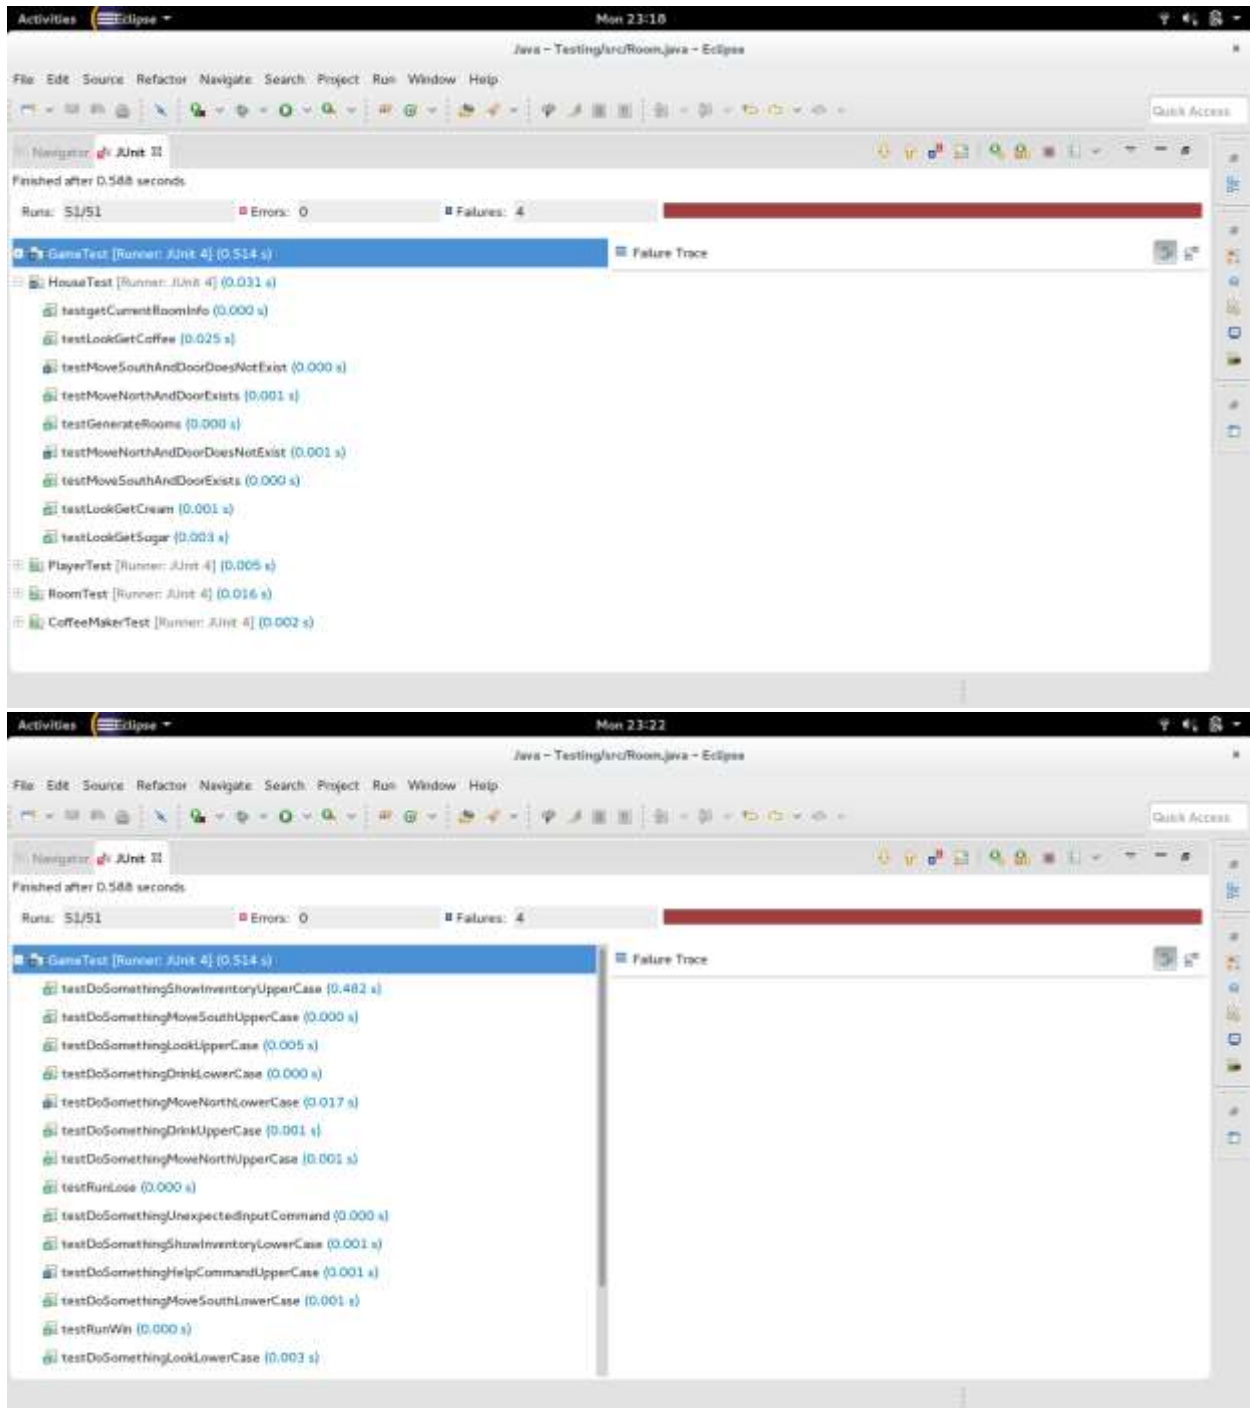 Activities Eclipse Mon 23:18
Java - Testing/src/Room.java - Eclipse
File Edit Source Refactor Navigate Search Project Run Window Help
Quick Access
Navigator JUnit
Finished after 0.588 seconds
Runs: 51/51 Errors: 0 Failures: 4
GameTest [Runner: JUnit 4] (0.514 s) Failure Trace
HouseTest [Runner: JUnit 4] (0.031 s)
testgetCurrentRoomInfo (0.000 s)
testLookGetCoffee (0.025 s)
testMoveSouthAndDoorDoesNotExist (0.000 s)
testMoveNorthAndDoorExists (0.001 s)
testGenerateRooms (0.000 s)
testMoveNorthAndDoorDoesNotExist (0.001 s)
testMoveSouthAndDoorExists (0.000 s)
testLookGetCream (0.001 s)
testLookGetSugar (0.003 s)
PlayerTest [Runner: JUnit 4] (0.005 s)
RoomTest [Runner: JUnit 4] (0.016 s)
CoffeeMakerTest [Runner: JUnit 4] (0.002 s)
Activities Eclipse Mon 23:22
Java - Testing/src/Room.java - Eclipse
File Edit Source Refactor Navigate Search Project Run Window Help
Quick Access
Navigator JUnit
Finished after 0.588 seconds
Runs: 51/51 Errors: 0 Failures: 4
GameTest [Runner: JUnit 4] (0.514 s) Failure Trace
testDoSomethingShowInventoryUpperCase (0.482 s)
testDoSomethingMoveSouthUpperCase (0.000 s)
testDoSomethingLookUpperCase (0.005 s)
testDoSomethingDrinkLowerCase (0.000 s)
testDoSomethingMoveNorthLowerCase (0.017 s)
testDoSomethingDrinkUpperCase (0.001 s)
testDoSomethingMoveNorthUpperCase (0.001 s)
testRunLose (0.000 s)
testDoSomethingUnexpectedInputCommand (0.000 s)
testDoSomethingShowInventoryLowerCase (0.001 s)
testDoSomethingHelpCommandUpperCase (0.001 s)
testDoSomethingMoveSouthLowerCase (0.001 s)
testRunWin (0.000 s)
testDoSomethingLookLowerCase (0.003 s)